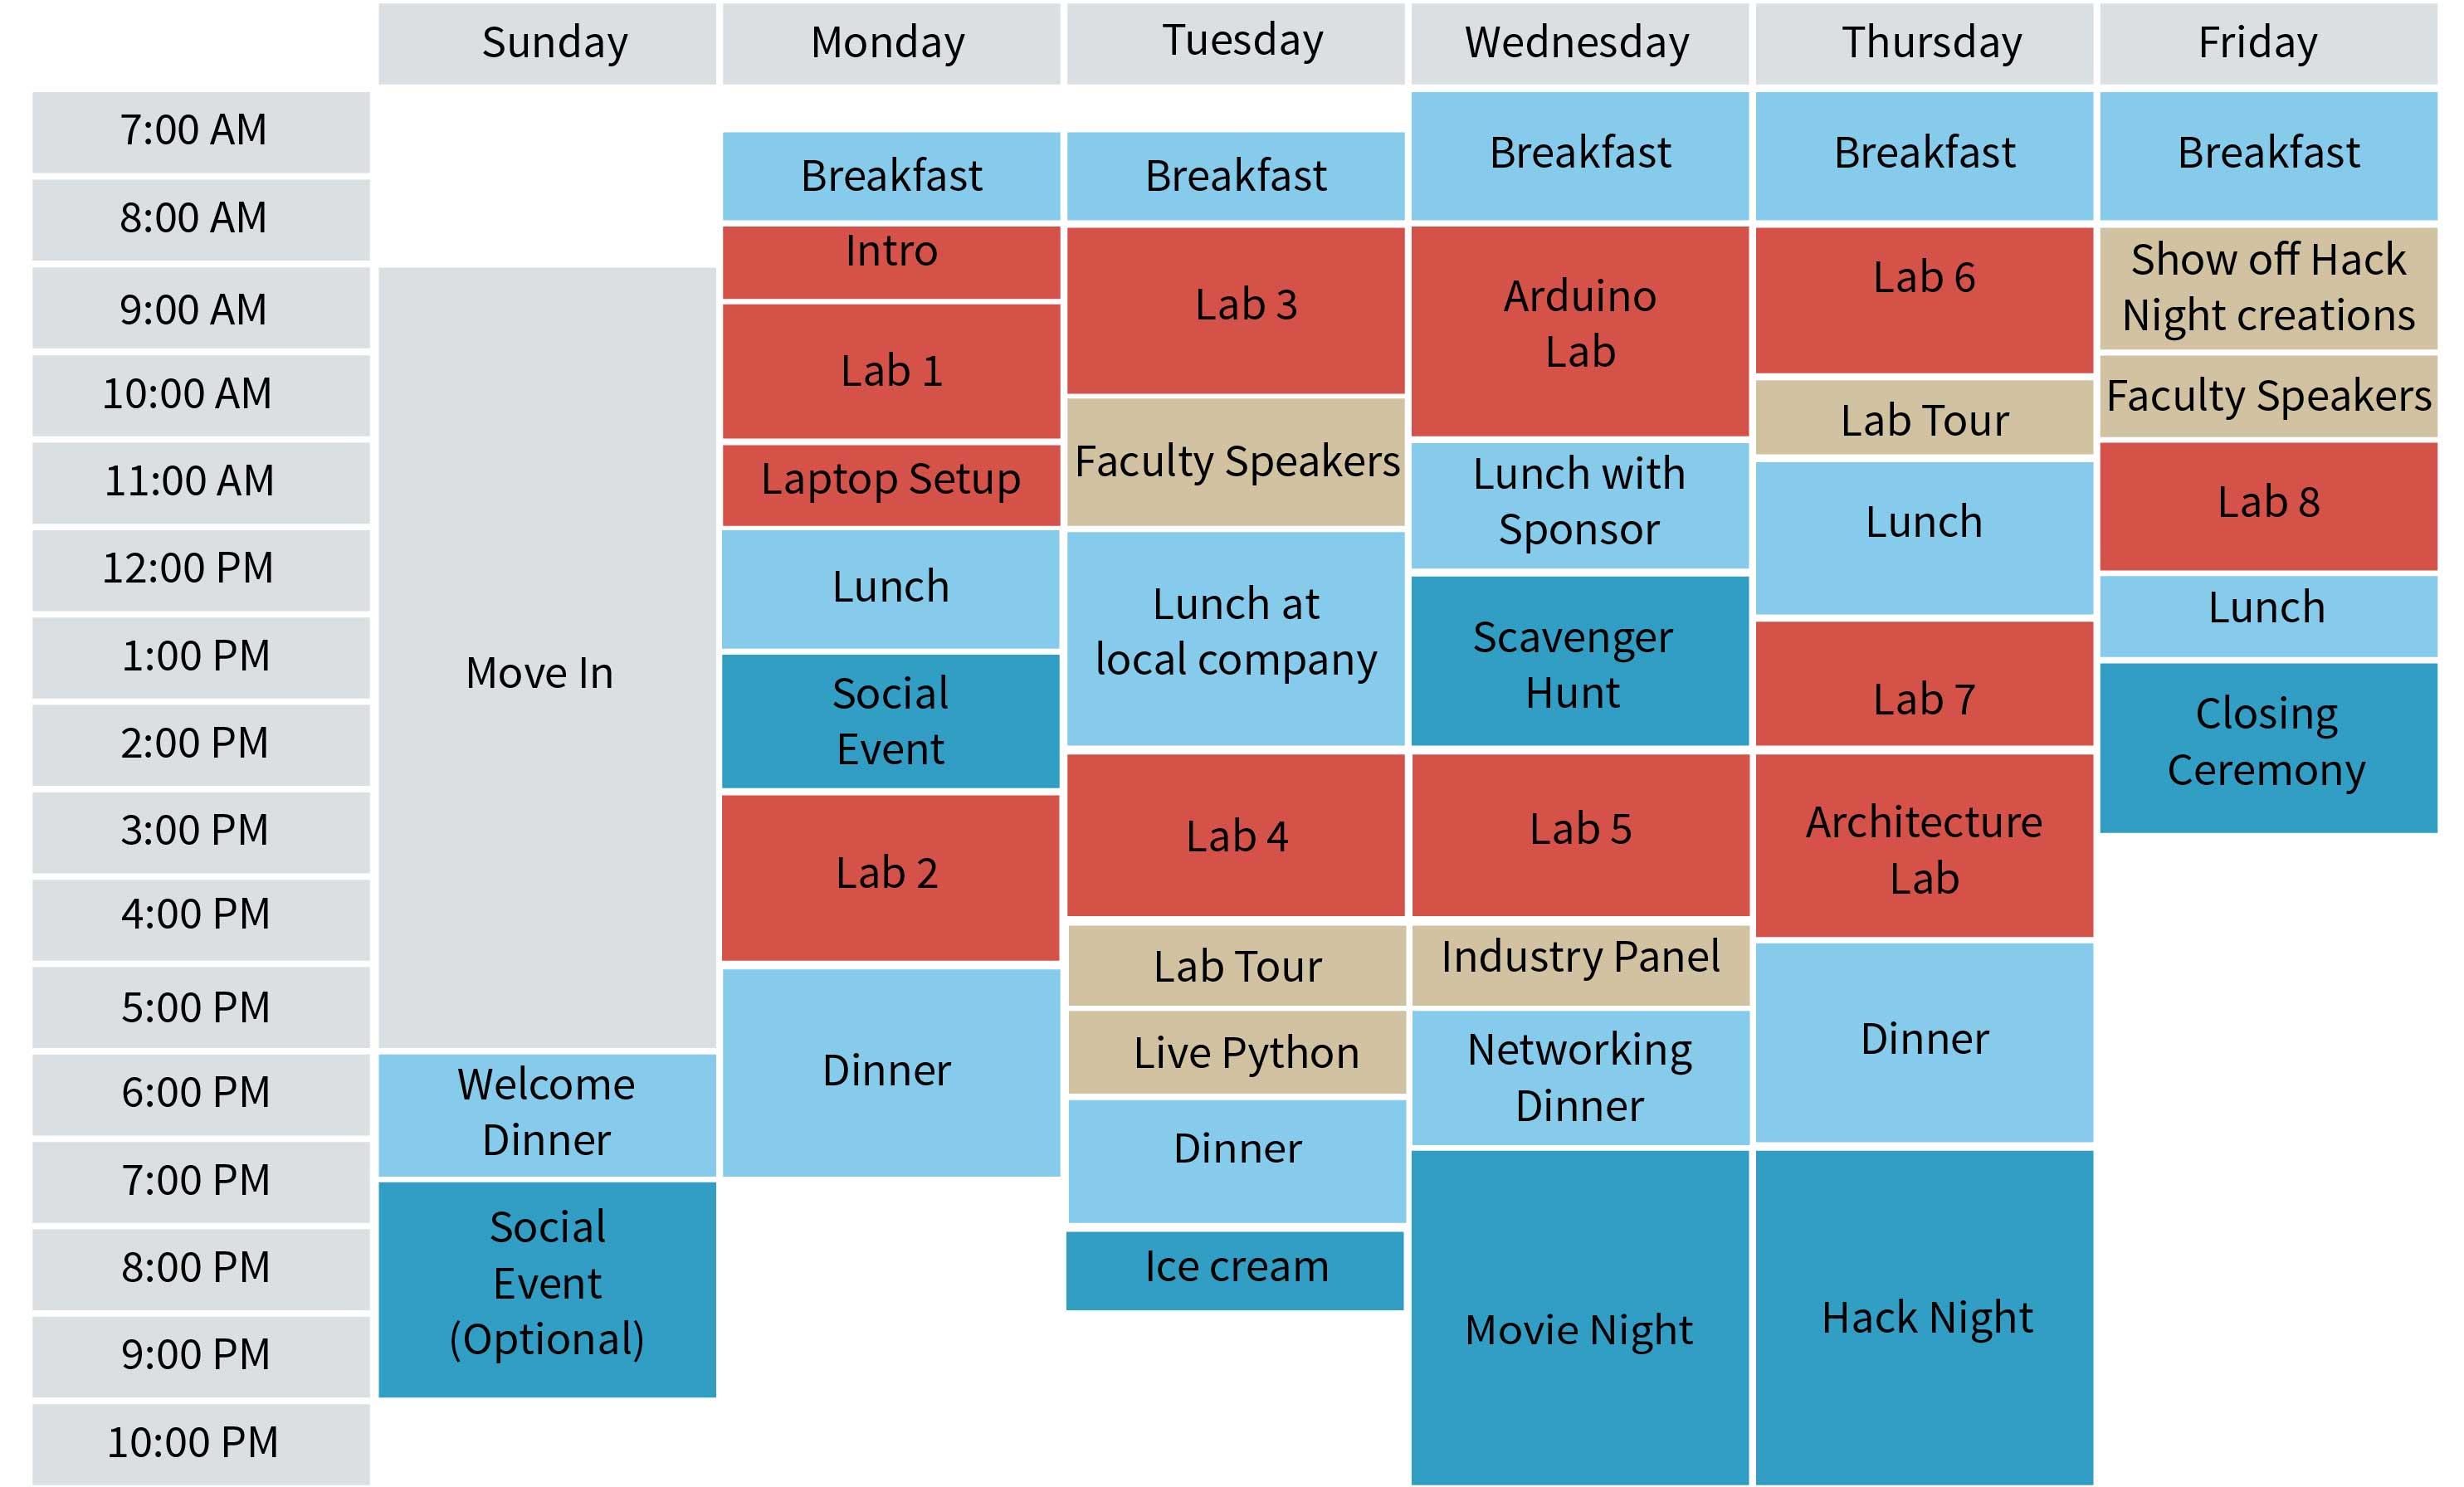 Sunday Monday Tuesday Wednesday Thursday Friday
7:00 AM
8:00 AM
9:00 AM
10:00 AM
11:00 AM
12:00 PM
1:00 PM
2:00 PM
3:00 PM
4:00 PM
5:00 PM
6:00 PM
7:00 PM
8:00 PM
9:00 PM
10:00 PM
Move In
Welcome
Dinner
Social
Event
(Optional)
Breakfast
Intro
Lab 1
Laptop Setup
Lunch
Social
Event
Lab 2
Dinner
Breakfast
Lab 3
Faculty Speakers
Lunch at
local company
Lab 4
Lab Tour
Live Python
Dinner
Ice cream
Breakfast
Arduino
Lab
Lunch with
Sponsor
Scavenger
Hunt
Lab 5
Industry Panel
Networking
Dinner
Movie Night
Breakfast
Lab 6
Lab Tour
Lunch
Lab 7
Architecture
Lab
Dinner
Hack Night
Breakfast
Show off Hack
Night creations
Faculty Speakers
Lab 8
Lunch
Closing
Ceremony